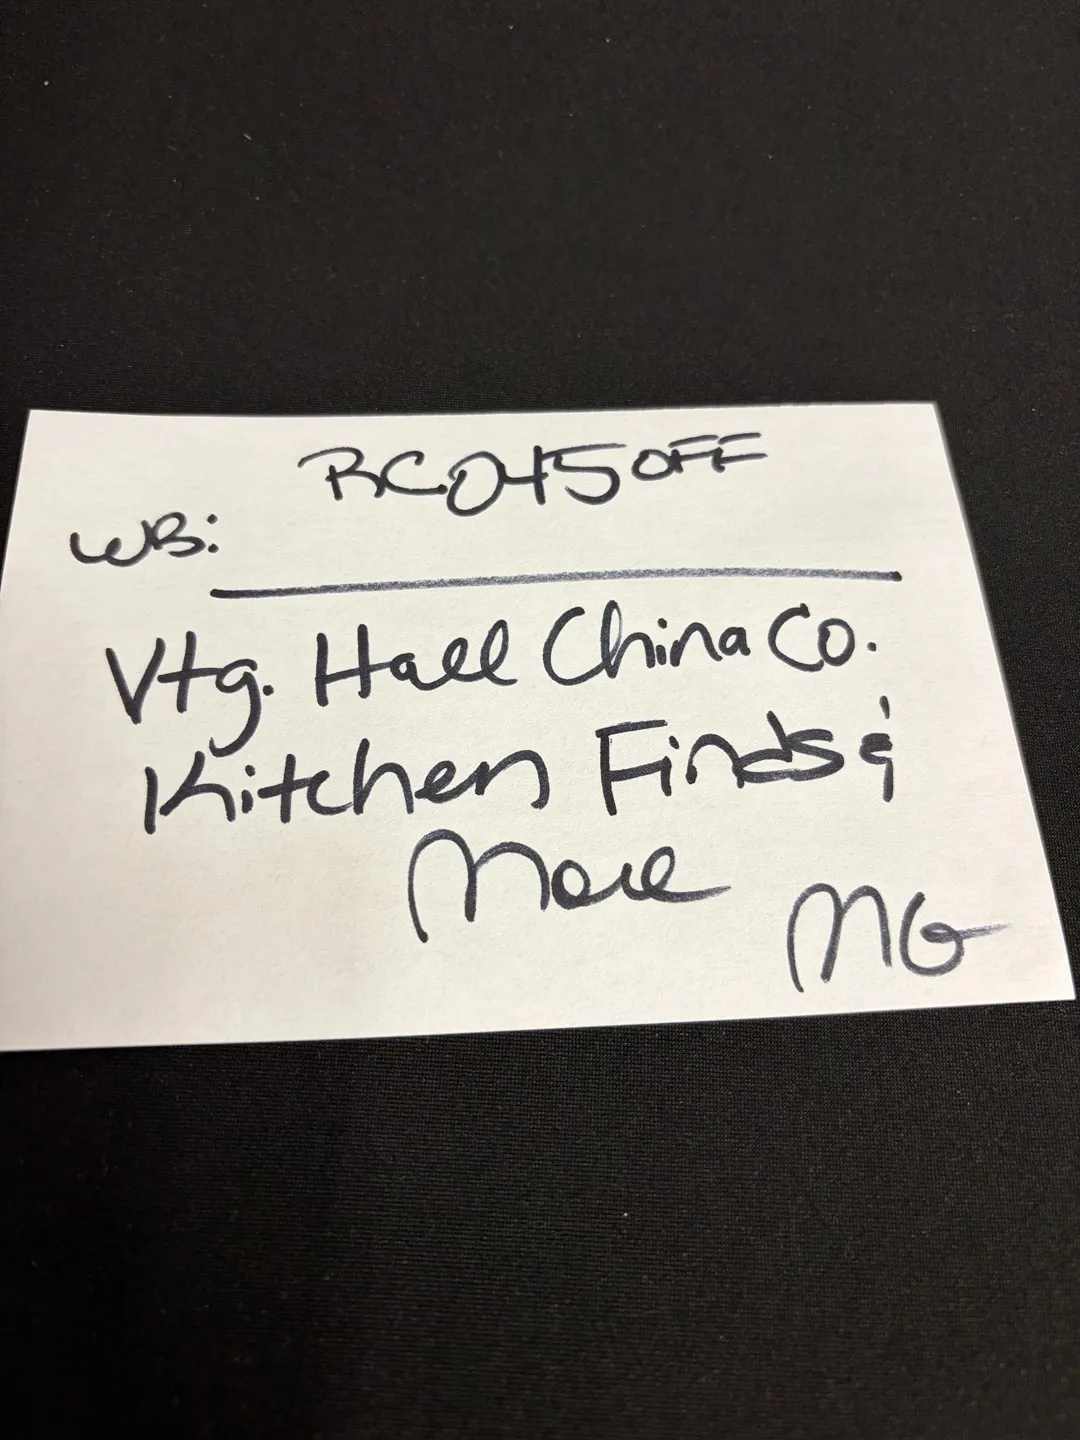 RC045OFF
WB:
Vtg. Hall China Co.
Kitchen Finds &
More
MG